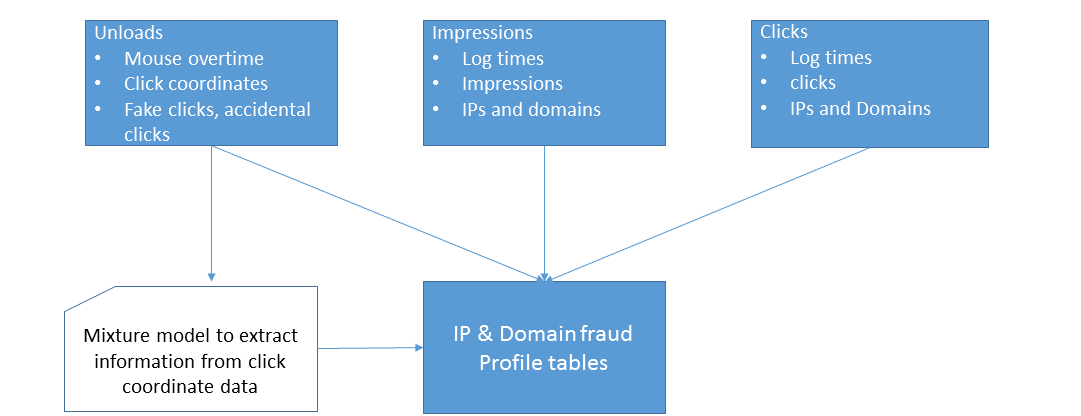 Unloads
• Mouse overtime
• Click coordinates
• Fake clicks, accidental
clicks
Impressions
• Log times
• Impressions
• IPs and domains
Clicks
• Log times
• clicks
• IPs and Domains
Mixture model to extract
information from click
coordinate data
IP & Domain fraud
Profile tables